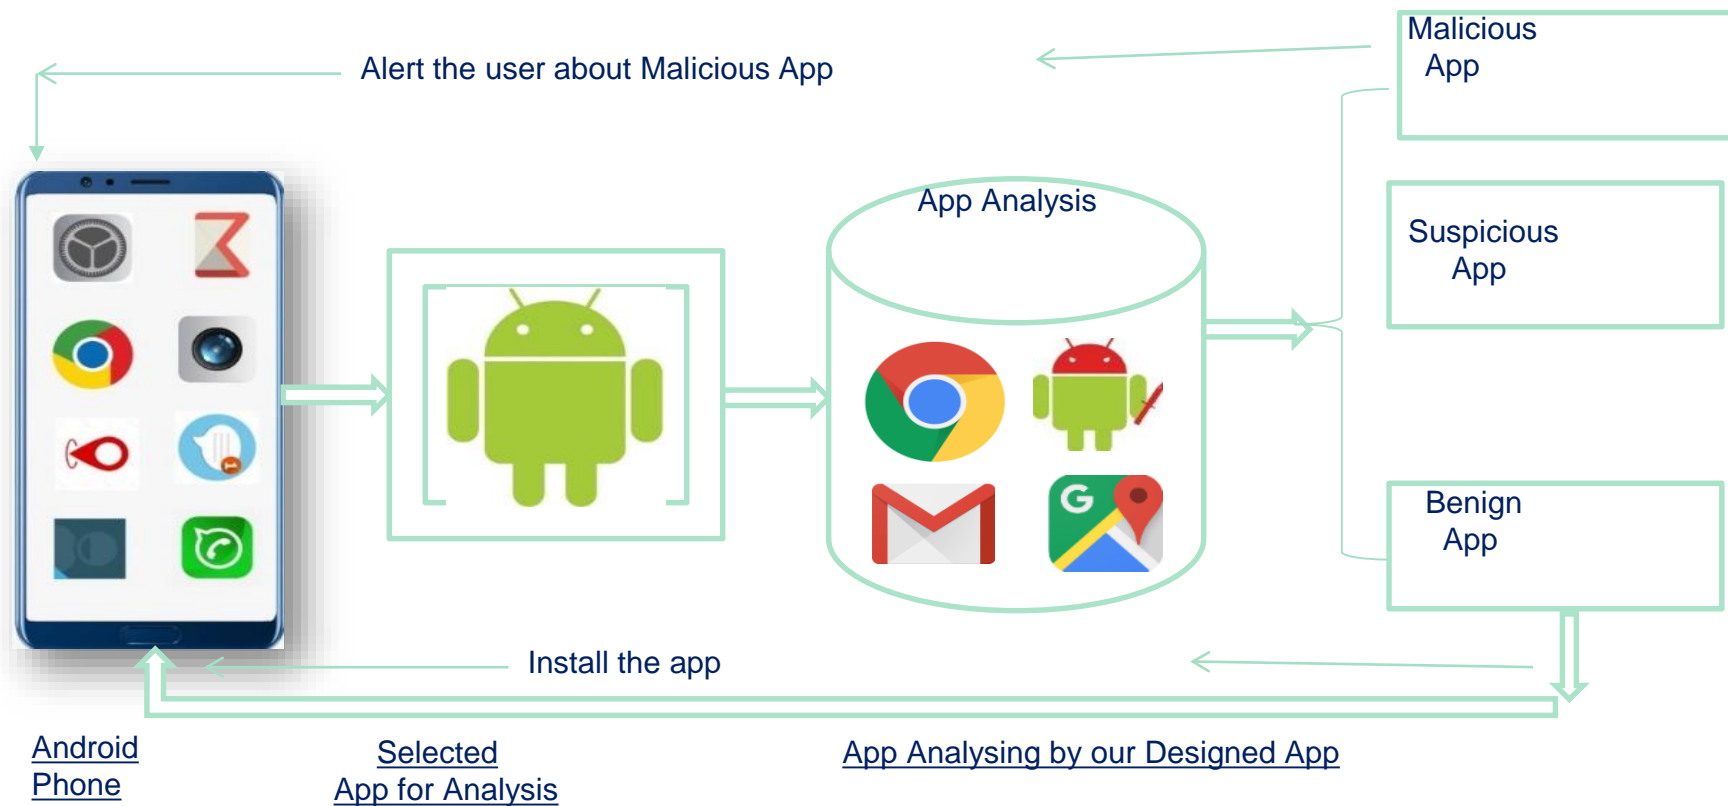 Malicious
App
Alert the user about Malicious App
App Analysis
Suspicious
App
G
Benign
App
Install the app
Android
Phone
Selected
App for Analysis
App Analysing by our Designed App